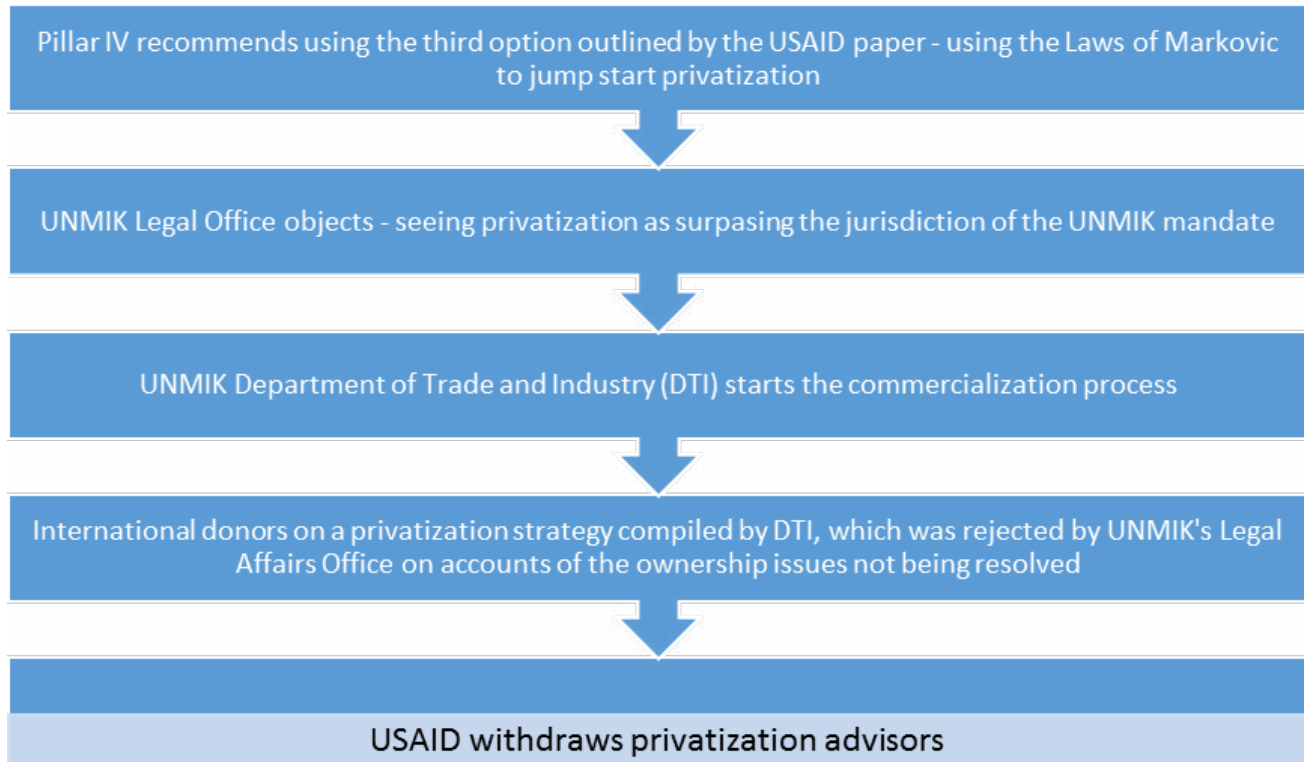 Pillar IV recommends using the third option outlined by the USAID paper - using the Laws of Markovic
to jump start privatization
UNMIK Legal Office objects - seeing privatization as surpasing the jurisdiction of the UNMIK mandate
UNMIK Department of Trade and Industry (DTI) starts the commercialization process
International donors on a privatization strategy compiled by DTI, which was rejected by UNMIK's Legal
Affairs Office on accounts of the ownership issues not being resolved
USAID withdraws privatization advisors